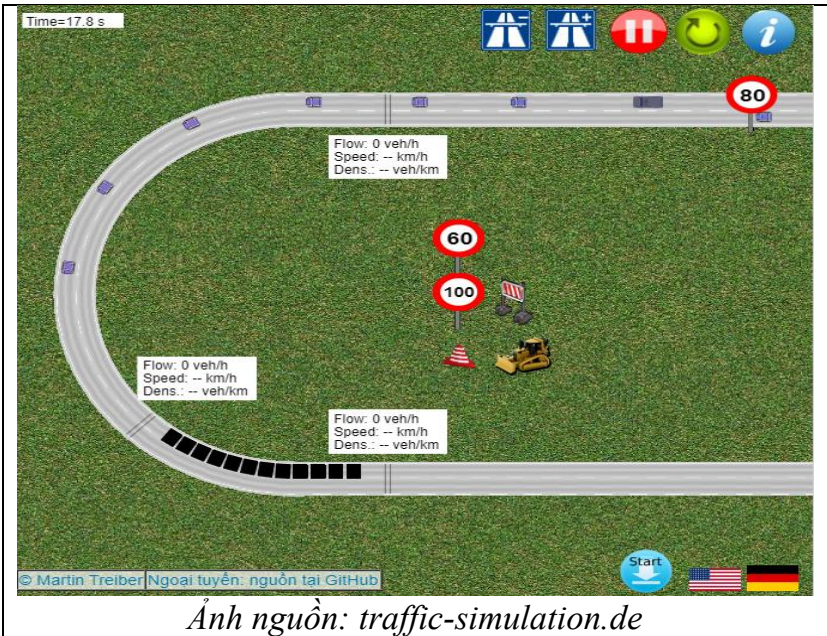 Time=17.8 s
80
Flow: 0 veh/h
Speed: -- km/h
Dens.: -- veh/km
60
100
Flow: 0 veh/h
Speed: -- km/h
Dens.: -- veh/km
Flow: 0 veh/h
Speed: -- km/h
Dens.: -- veh/km
Start
© Martin Treiber Ngoại tuyến: nguồn tại GitHub
Ảnh nguồn: traffic-simulation.de